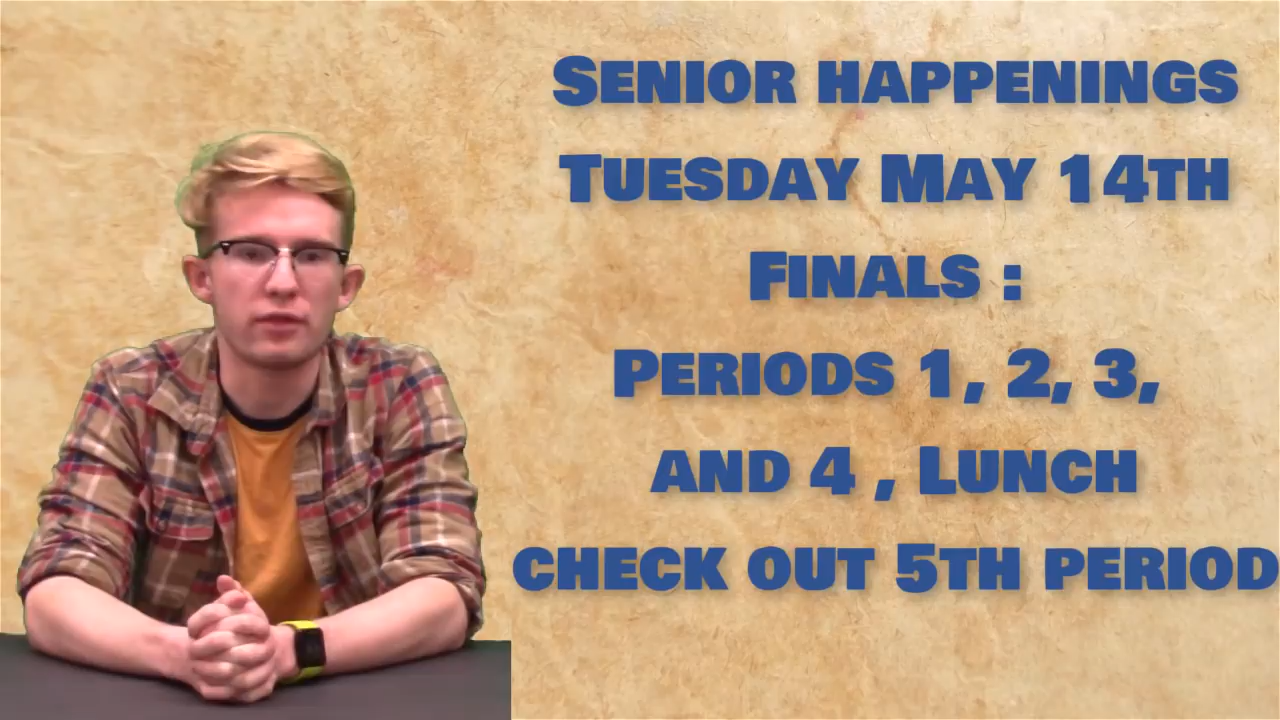 Senior happenings
Tuesday May 14th
Finals :
Periods 1, 2, 3,
and 4 , Lunch
check out 5th period